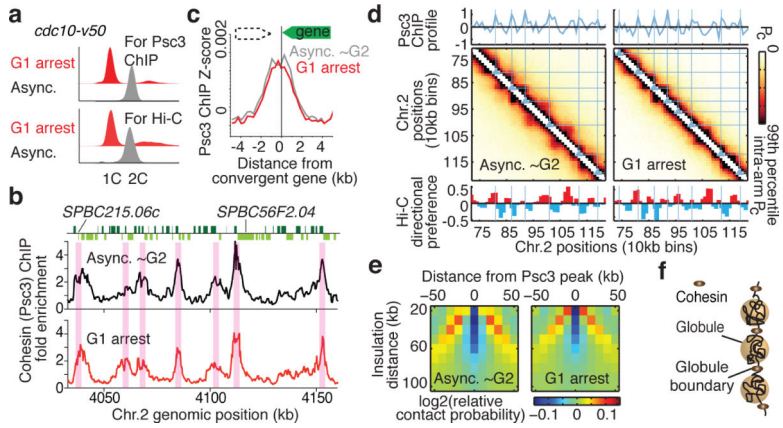 a
cdc10-v50
For Psc3
ChIP
G1 arrest
Async.
For Hi-C
G1 arrest
Async.
1C 2C
b
SPBC215.06c
SPBC56F2.04
Cohesin (Psc3) ChIP
fold enrichment
Async. ~G2
4
2
0
G1 arrest
4
2
0
4050
4100
4150
Chr.2 genomic position (kb)
c
gene
Psc3 ChIP Z-score
0.002
0
Async. ~G2
G1 arrest
-4 -2 0 2 4
Distance from
convergent gene (kb)
d
Psc3
ChIP
profile
1
0
-1
Chr.2 positions
(10kb bins)
75
85
95
105
115
Async. ~G2
G1 arrest
Pc
0
99th percentile
intra-arm Pc
Hi-C
directional
preference
0.5
0
-0.5
75 85 95 105 115
75 85 95 105 115
Chr.2 positions (10kb bins)
e
Distance from Psc3 peak (kb)
−50 0 50
−50 0 50
Insulation
distance (kb)
20
60
100
Async. ~G2
G1 arrest
log2(relative
contact probability)
−0.1 0.1
f
Cohesin
Globule
Globule
boundary